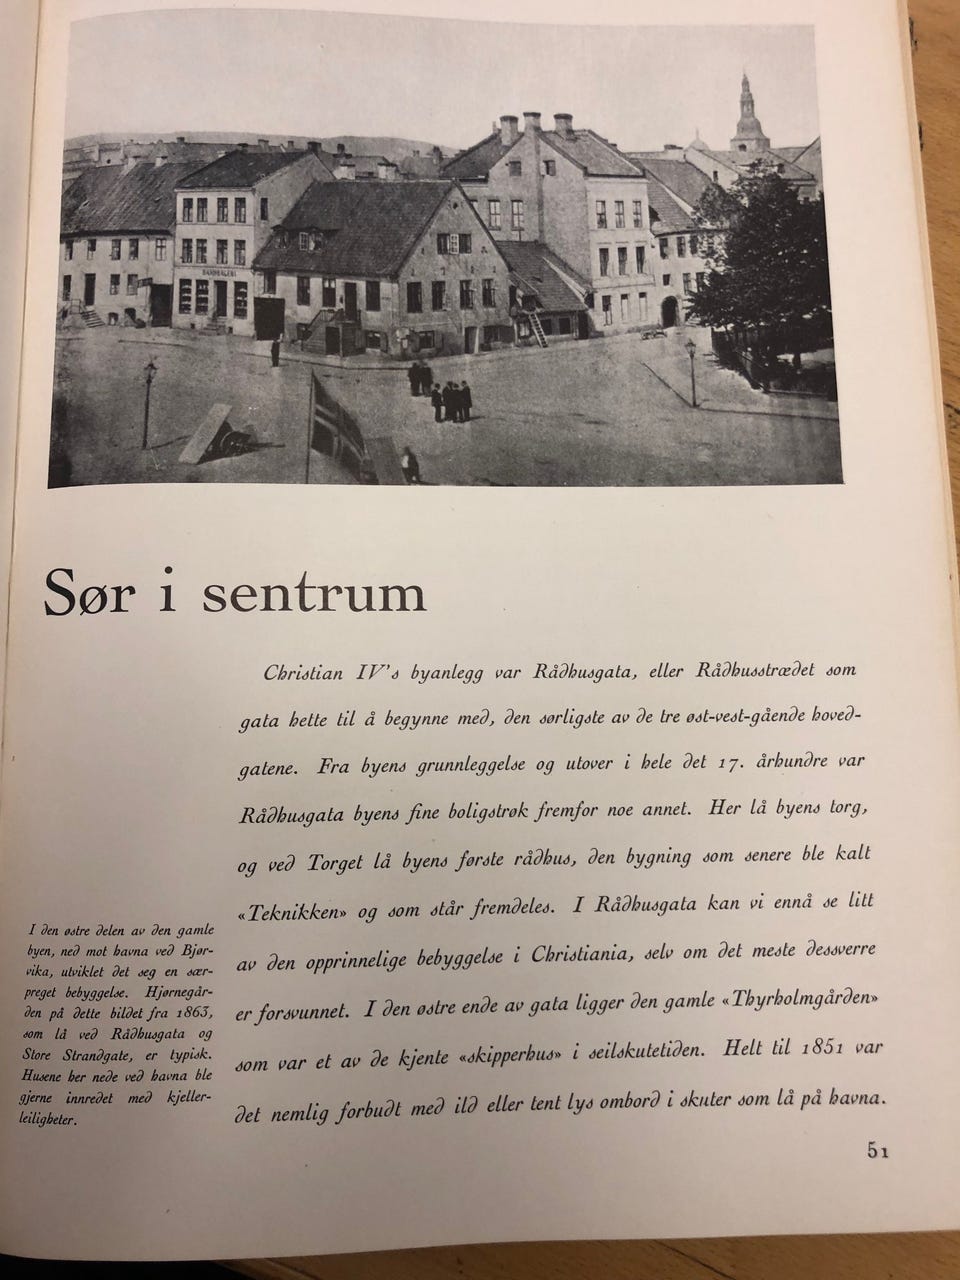 Sør i sentrum
Christian IV's byanlegg var Rådhusgata, eller Rådhusstrædet som
gata hette til å begynne med, den sørligste av de tre øst-vest-gående hoved-
gatene. Fra byens grunnleggelse og utover i hele det 17. århundre var
Rådhusgata byens fine boligstrøk fremfor noe annet. Her lå byens torg,
og ved Torget lå byens første rådhus, den bygning som senere ble kalt
«Teknikken» og som står fremdeles. I Rådhusgata kan vi ennå se litt
av den opprinnelige bebyggelse i Christiania, selv om det meste dessverre
er forsvunnet. I den østre ende av gata ligger den gamle «Thyrholmgården»
som var et av de kjente «skipperhus» i seilskutetiden. Helt til 1851 var
det nemlig forbudt med ild eller tent lys ombord i skuter som lå på havna.
I den østre delen av den gamle
byen, ned mot havna ved Bjør-
vika, utviklet det seg en sær-
preget bebyggelse. Hjørnegår-
den på dette bildet fra 1863,
som lå ved Rådhusgata og
Store Strandgate, er typisk.
Husene her nede ved havna ble
gjerne innredet med kjeller-
leiligheter.
51